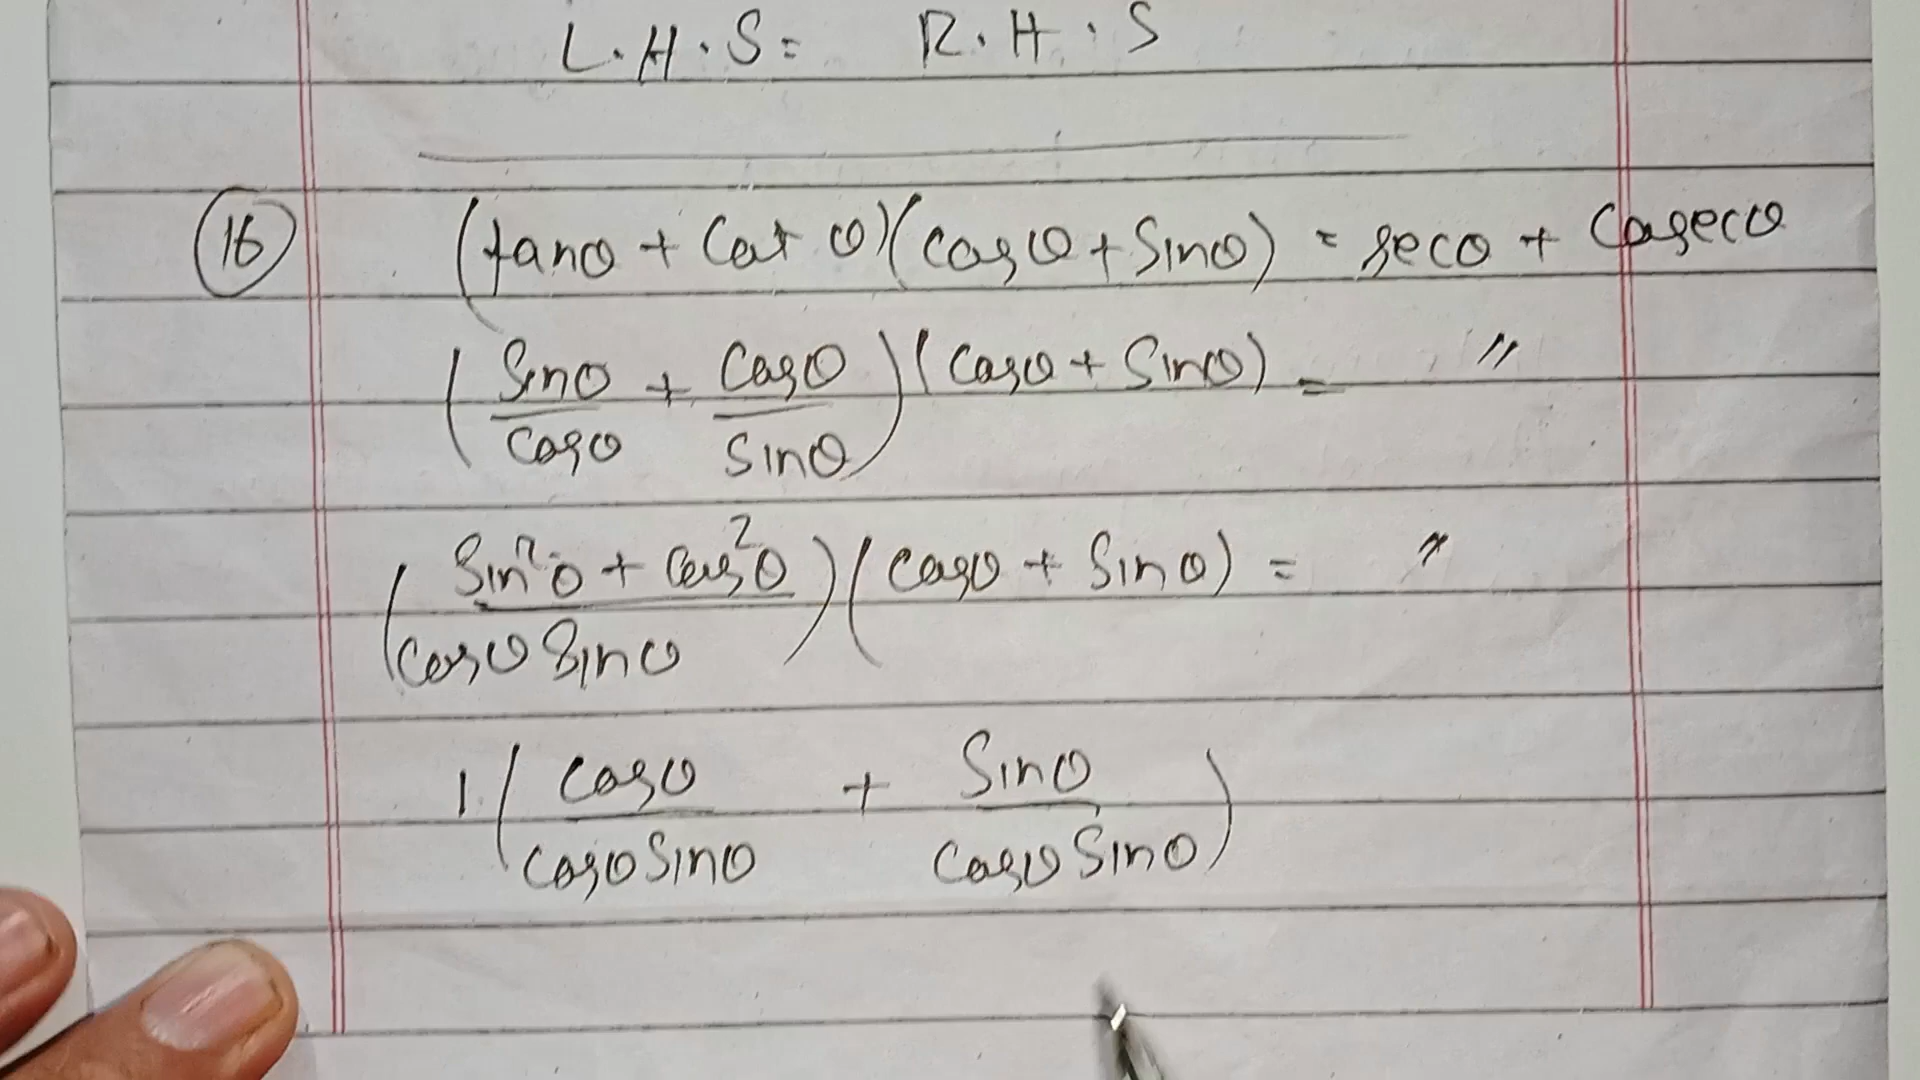 L.H.S = R.H.S
(16) (tanθ + Cotθ)(cosθ + Sinθ) = secθ + Cosecθ
(Sinθ/cosθ + cosθ/sinθ)(cosθ + Sinθ) = "
(Sin²θ + cos²θ/cosθ Sinθ)(cosθ + Sinθ) = "
1.(cosθ/cosθ sinθ + Sinθ/cosθ Sinθ)